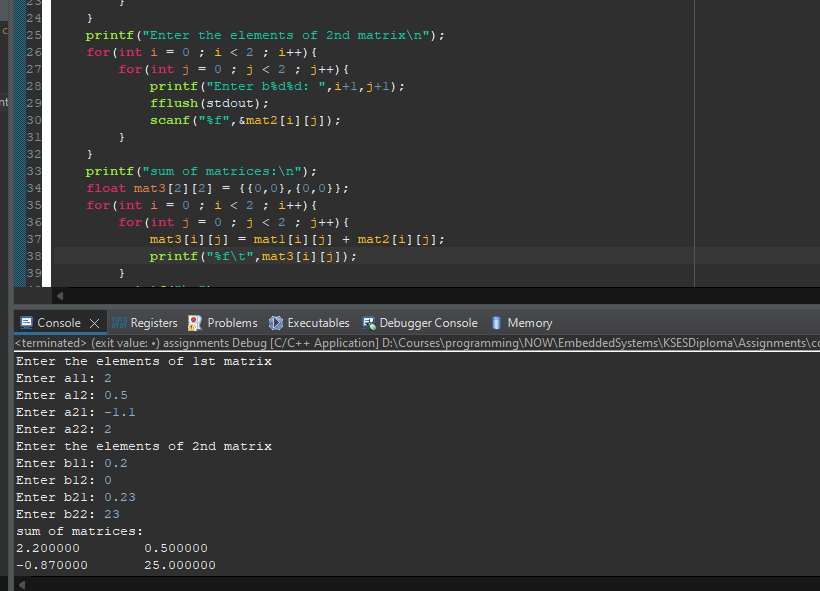 23 }
24 }
25 printf("Enter the elements of 2nd matrix\n");
26 for(int i = 0 ; i < 2 ; i++){
27 for(int j = 0 ; j < 2 ; j++){
28 printf("Enter b%d%d: ",i+1,j+1);
29 fflush(stdout);
30 scanf("%f",&mat2[i][j]);
31 }
32 }
33 printf("sum of matrices:\n");
34 float mat3[2][2] = {{0,0},{0,0}};
35 for(int i = 0 ; i < 2 ; i++){
36 for(int j = 0 ; j < 2 ; j++){
37 mat3[i][j] = mat1[i][j] + mat2[i][j];
38 printf("%f\t",mat3[i][j]);
39 }
Console Registers Problems Executables Debugger Console Memory
<terminated> (exit value: •) assignments Debug [C/C++ Application] D:\Courses\programming\NOW\EmbeddedSystems\KSESDiploma\Assignments\co
Enter the elements of 1st matrix
Enter a11: 2
Enter a12: 0.5
Enter a21: -1.1
Enter a22: 2
Enter the elements of 2nd matrix
Enter b11: 0.2
Enter b12: 0
Enter b21: 0.23
Enter b22: 23
sum of matrices:
2.200000 0.500000
-0.870000 25.000000